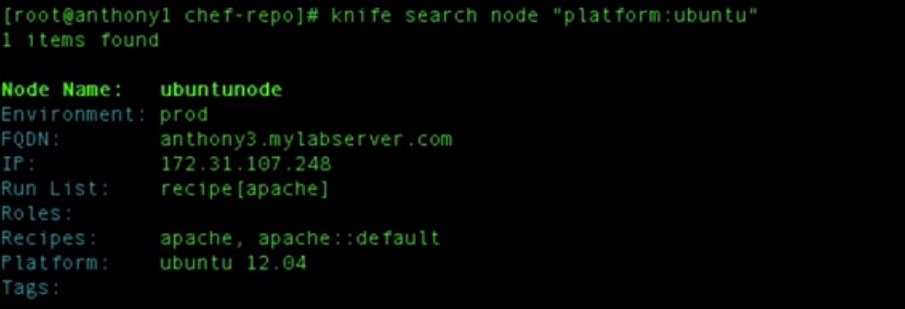 [root@anthony1 chef-repo]# knife search node "platform:ubuntu"
1 items found
Node Name: ubuntunode
Environment: prod
FQDN: anthony3.mylabserver.com
IP: 172.31.107.248
Run List: recipe[apache]
Roles:
Recipes: apache, apache::default
Platform: ubuntu 12.04
Tags: